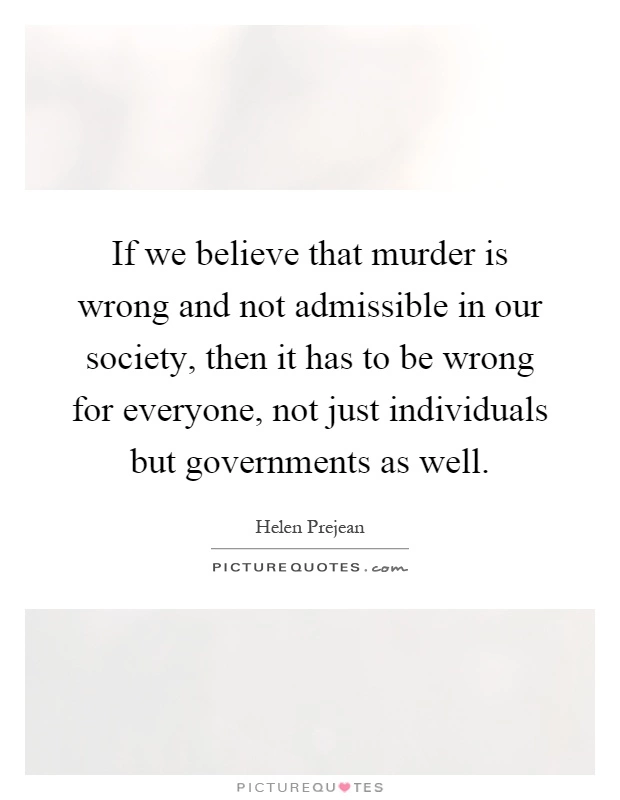 If we believe that murder is
wrong and not admissible in our
society, then it has to be wrong
for everyone, not just individuals
but governments as well.
Helen Prejean
PICTUREQUOTES.com
PICTUREQUOTES